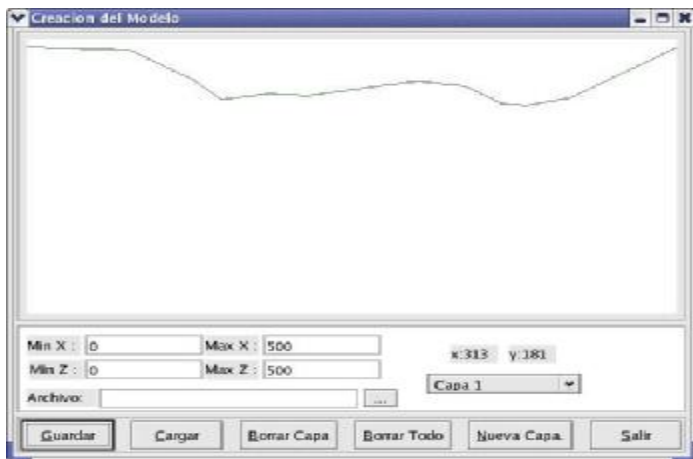 Creacion del Modelo
Min X : 0 Max X : 500
x:313 y:181
Min Z : 0 Max Z : 500
Capa 1
Archivo: ...
Guardar Cargar Borrar Capa Borrar Todo Nueva Capa. Salir